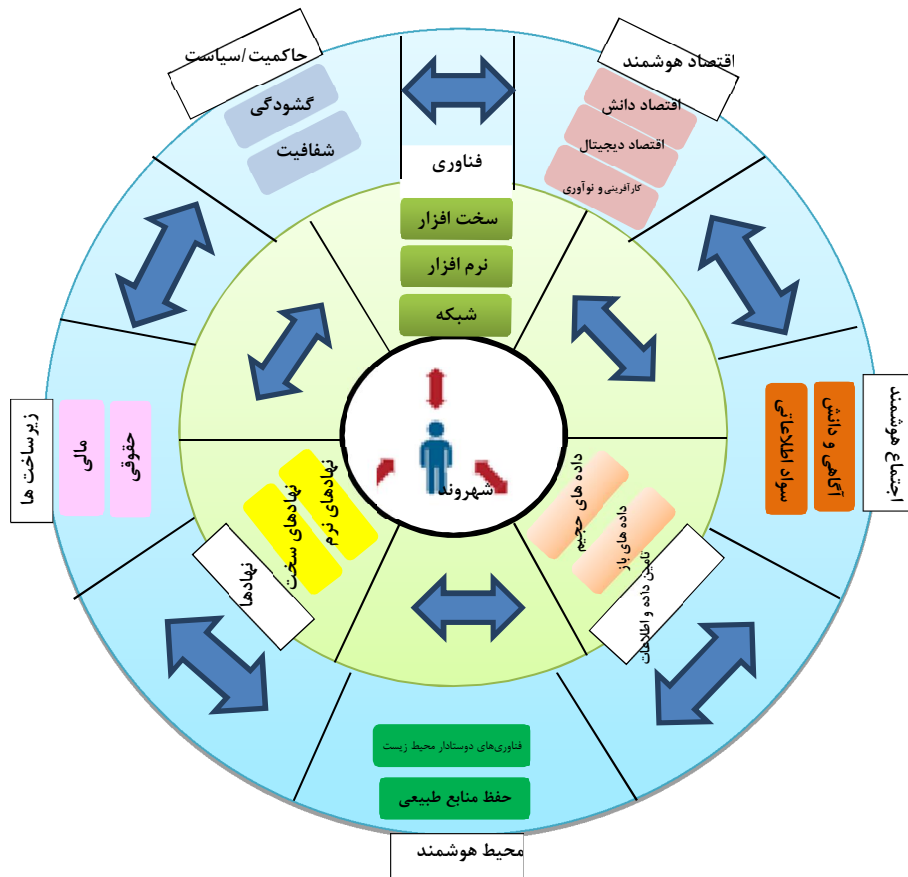 حاکمیت/سیاست
گشودگی
شفافیت
اقتصاد هوشمند
اقتصاد دانش
اقتصاد دیجیتال
کارآفرینی و نوآوری
فناوری
سخت افزار
نرم افزار
شبکه
اجتماع هوشمند
آگاهی و دانش
سواد اطلاعاتی
زیرساخت ها
مالی
حقوقی
شهروند
نهادهای نرم
نهادهای سخت
نهادها
داده های حجیم
داده های باز
تامین داده و اطلاعات
فناوری‌های دوستادار محیط زیست
حفظ منابع طبیعی
محیط هوشمند